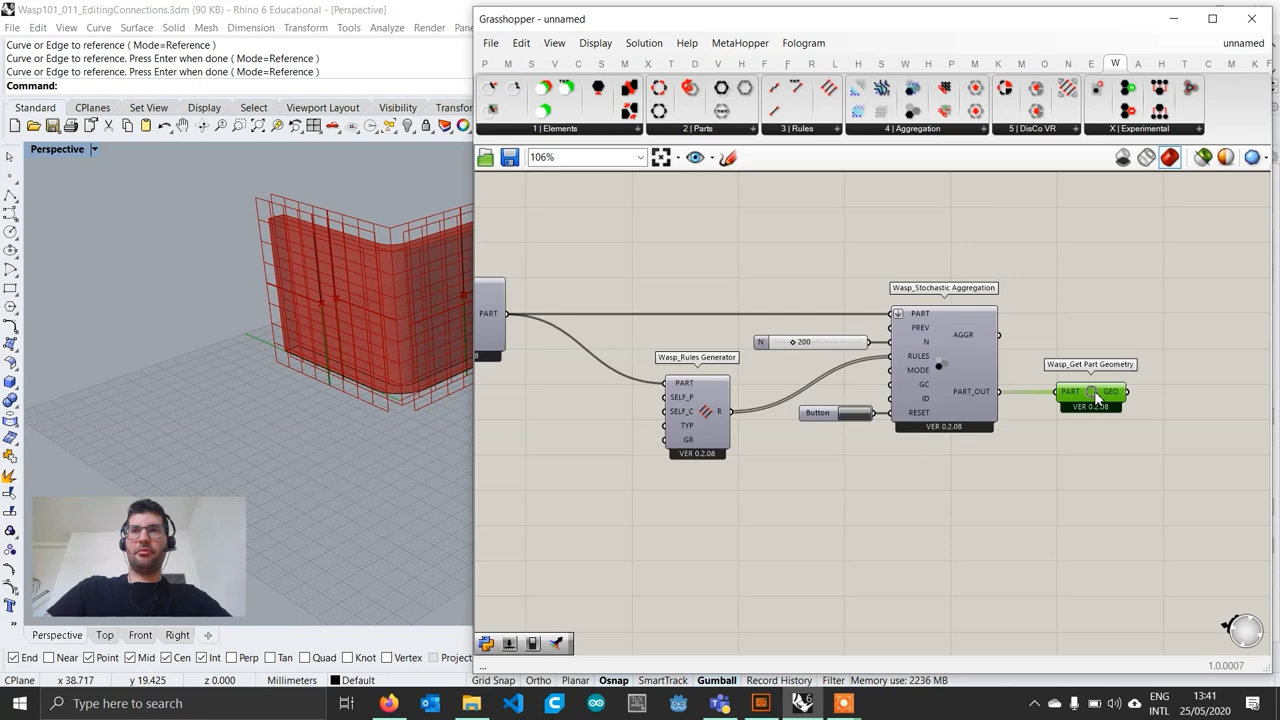 Wasp101_011_EditingConnections.3dm (90 KB) - Rhino 6 Educational - [Perspective]
File Edit View Curve Surface Solid Mesh Dimension Transform Tools Analyze Render Pa
Curve or Edge to reference ( Mode=Reference )
Curve or Edge to reference. Press Enter when done ( Mode=Reference )
Curve or Edge to reference. Press Enter when done ( Mode=Reference )
Command:
Standard CPlanes Set View Display Select Viewport Layout Visibility Transfor
Perspective
Grasshopper - unnamed
File Edit View Display Solution Help MetaHopper Fologram unnamed
P M S V C S M X T D V H S K F R L H S W W S M K S D N S E W A H T C W M F
1 | Elements 2 | Parts 3 | Rules 4 | Aggregation 5 | DisCo VR X | Experimental
106%
PART
8
Wasp_Rules Generator
PART
SELF_P
SELF_C
TYP
GR
R
VER 0.2.08
N
200
Button
Wasp_Stochastic Aggregation
PART
PREV
N
RULES
MODE
GC
ID
RESET
AGGR
PART_OUT
VER 0.2.08
Wasp_Get Part Geometry
PART GEO
VER 0.2.08
...
1.0.0007
Perspective Top Front Right
End Near Point Mid Cen Int Perp Tan Quad Knot Vertex Project
CPlane x 38.717 y 19.425 z 0.000 Millimeters Default Grid Snap Ortho Planar Osnap SmartTrack Gumball Record History Filter Memory use: 2236 MB
Type here to search
ENG
INTL
13:41
25/05/2020